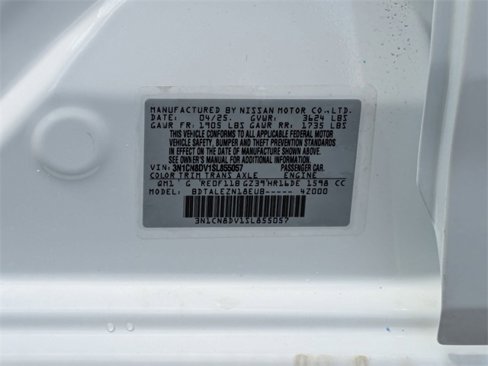 MANUFACTURED BY NISSAN MOTOR CO., LTD.
DATE: 04/25. GVWR: 3624 LBS
GAWR FR: 1905 LBS GAWR RR: 1735 LBS
THIS VEHICLE CONFORMS TO ALL APPLICABLE FEDERAL MOTOR
VEHICLE SAFETY, BUMPER AND THEFT PREVENTION STANDARDS
IN EFFECT ON THE DATE OF MANUFACTURE SHOWN ABOVE.
SEE OWNER'S MANUAL FOR ADDITIONAL INFORMATION.
VIN: 3N1CN8DV1SL855057 PASSENGER CAR.
COLOR TRIM TRANS AXLE ENGINE
QM1 G RE0F11B GZ39 HR16DE 1598 CC
MODEL: BDTALEZN18EUB----- 42000
3N1CN8DV1SL855057